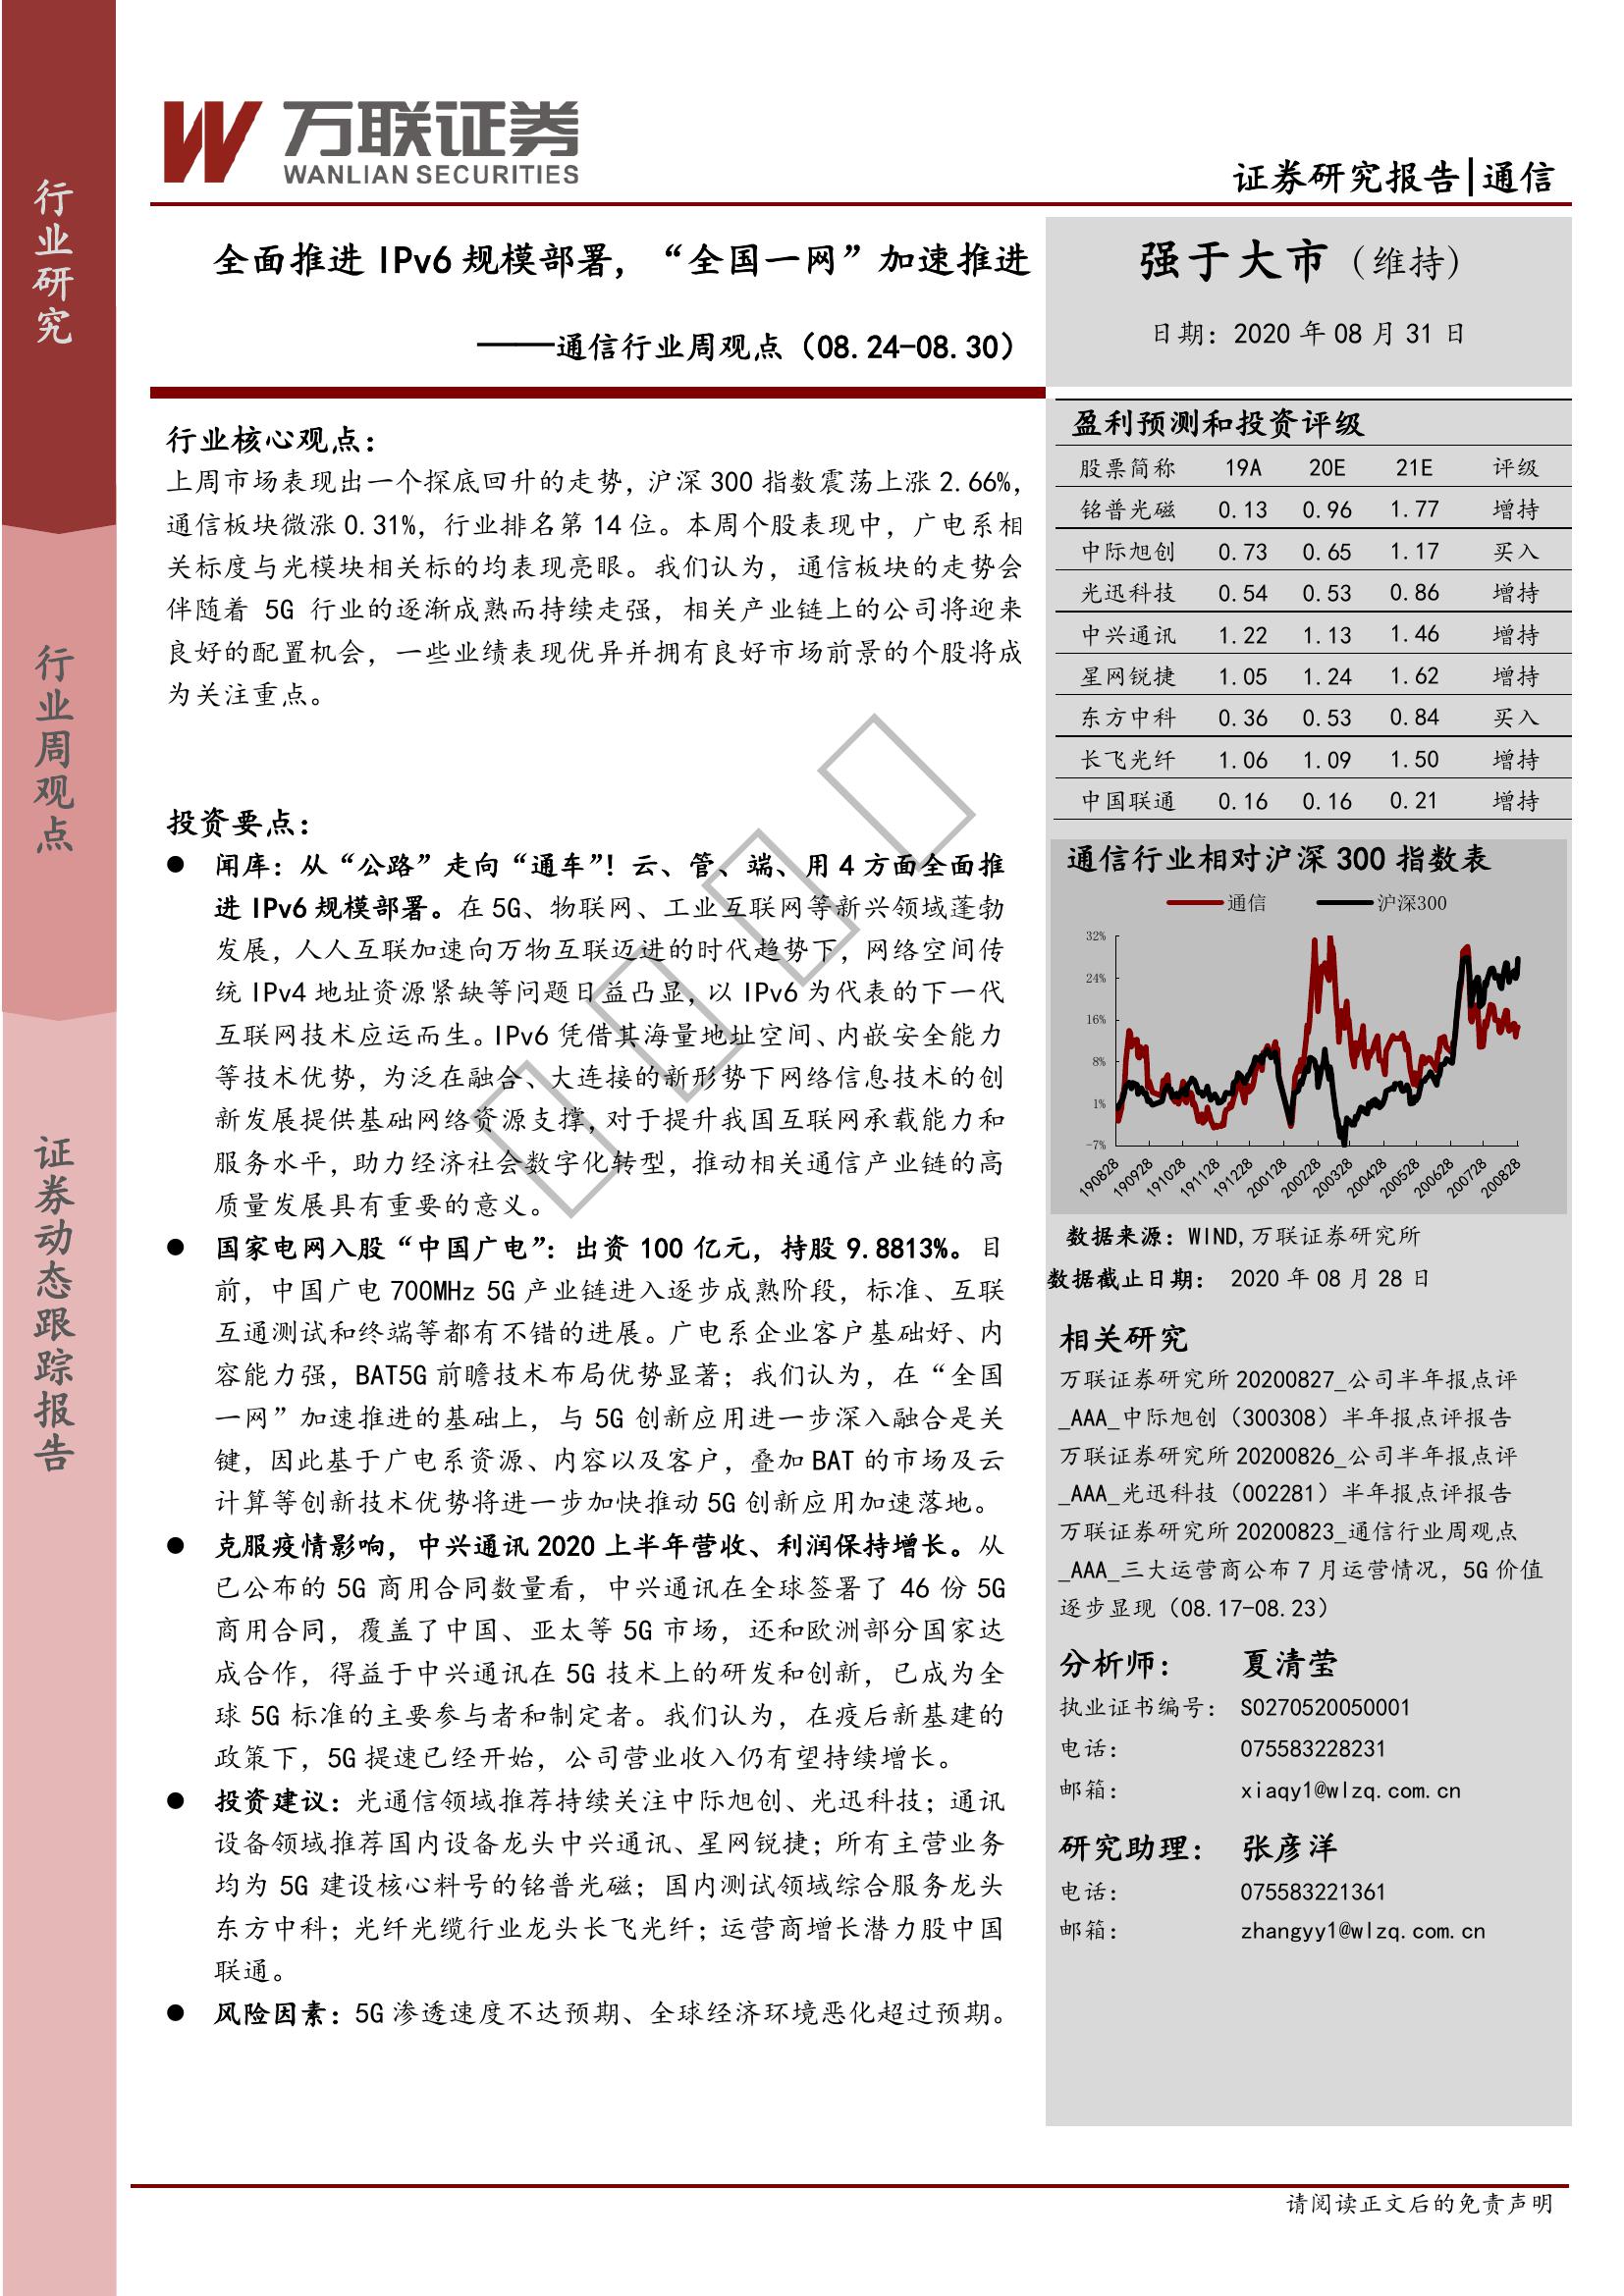 行业研究
行业周观点
证券动态跟踪报告
万联证券
WANLIAN SECURITIES
证券研究报告|通信
全面推进 IPv6 规模部署，“全国一网”加速推进
——通信行业周观点（08.24-08.30）
强于大市（维持）
日期：2020 年 08 月 31 日
行业核心观点：
上周市场表现出一个探底回升的走势，沪深 300 指数震荡上涨 2.66%，
通信板块微涨 0.31%，行业排名第 14 位。本周个股表现中，广电系相
关标度与光模块相关标的均表现亮眼。我们认为，通信板块的走势会
伴随着 5G 行业的逐渐成熟而持续走强，相关产业链上的公司将迎来
良好的配置机会，一些业绩表现优异并拥有良好市场前景的个股将成
为关注重点。
投资要点：
● 闻库：从“公路”走向“通车”！云、管、端、用 4 方面全面推
进 IPv6 规模部署。在 5G、物联网、工业互联网等新兴领域蓬勃
发展，人人互联加速向万物互联迈进的时代趋势下，网络空间传
统 IPv4 地址资源紧缺等问题日益凸显，以 IPv6 为代表的下一代
互联网技术应运而生。IPv6 凭借其海量地址空间、内嵌安全能力
等技术优势，为泛在融合、大连接的新形势下网络信息技术的创
新发展提供基础网络资源支撑，对于提升我国互联网承载能力和
服务水平，助力经济社会数字化转型，推动相关通信产业链的高
质量发展具有重要的意义。
● 国家电网入股“中国广电”：出资 100 亿元，持股 9.8813%。目
前，中国广电 700MHz 5G 产业链进入逐步成熟阶段，标准、互联
互通测试和终端等都有不错的进展。广电系企业客户基础好、内
容能力强，BAT5G 前瞻技术布局优势显著；我们认为，在“全国
一网”加速推进的基础上，与 5G 创新应用进一步深入融合是关
键，因此基于广电系资源、内容以及客户，叠加 BAT 的市场及云
计算等创新技术优势将进一步加快推动 5G 创新应用加速落地。
● 克服疫情影响，中兴通讯 2020 上半年营收、利润保持增长。从
已公布的 5G 商用合同数量看，中兴通讯在全球签署了 46 份 5G
商用合同，覆盖了中国、亚太等 5G 市场，还和欧洲部分国家达
成合作，得益于中兴通讯在 5G 技术上的研发和创新，已成为全
球 5G 标准的主要参与者和制定者。我们认为，在疫后新基建的
政策下，5G 提速已经开始，公司营业收入仍有望持续增长。
● 投资建议：光通信领域推荐持续关注中际旭创、光迅科技；通讯
设备领域推荐国内设备龙头中兴通讯、星网锐捷；所有主营业务
均为 5G 建设核心料号的铭普光磁；国内测试领域综合服务龙头
东方中科；光纤光缆行业龙头长飞光纤；运营商增长潜力股中国
联通。
● 风险因素：5G 渗透速度不达预期、全球经济环境恶化超过预期。
盈利预测和投资评级
股票简称 19A 20E 21E 评级
铭普光磁 0.13 0.96 1.77 增持
中际旭创 0.73 0.65 1.17 买入
光迅科技 0.54 0.53 0.86 增持
中兴通讯 1.22 1.13 1.46 增持
星网锐捷 1.05 1.24 1.62 增持
东方中科 0.36 0.53 0.84 买入
长飞光纤 1.06 1.09 1.50 增持
中国联通 0.16 0.16 0.21 增持
通信行业相对沪深 300 指数表
通信 沪深300
32%
24%
16%
8%
1%
-7%
190828 190928 191028 191128 191228 200128 200228 200328 200428 200528 200628 200728 200828
数据来源：WIND,万联证券研究所
数据截止日期： 2020 年 08 月 28 日
相关研究
万联证券研究所 20200827_公司半年报点评
_AAA_中际旭创（300308）半年报点评报告
万联证券研究所 20200826_公司半年报点评
_AAA_光迅科技（002281）半年报点评报告
万联证券研究所 20200823_通信行业周观点
_AAA_三大运营商公布 7 月运营情况，5G 价值
逐步显现（08.17-08.23）
分析师： 夏清莹
执业证书编号： S0270520050001
电话： 075583228231
邮箱： xiaqy1@wlzq.com.cn
研究助理： 张彦洋
电话： 075583221361
邮箱： zhangyy1@wlzq.com.cn
请阅读正文后的免责声明